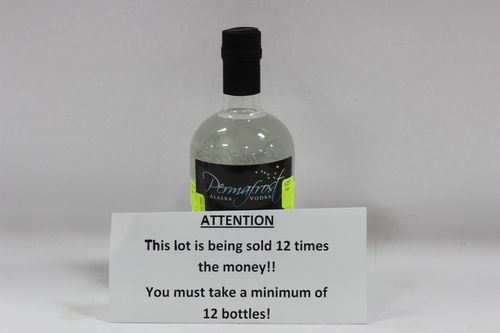 Permafrost
ALASKA VODKA
ATTENTION
This lot is being sold 12 times
the money!!
You must take a minimum of
12 bottles!